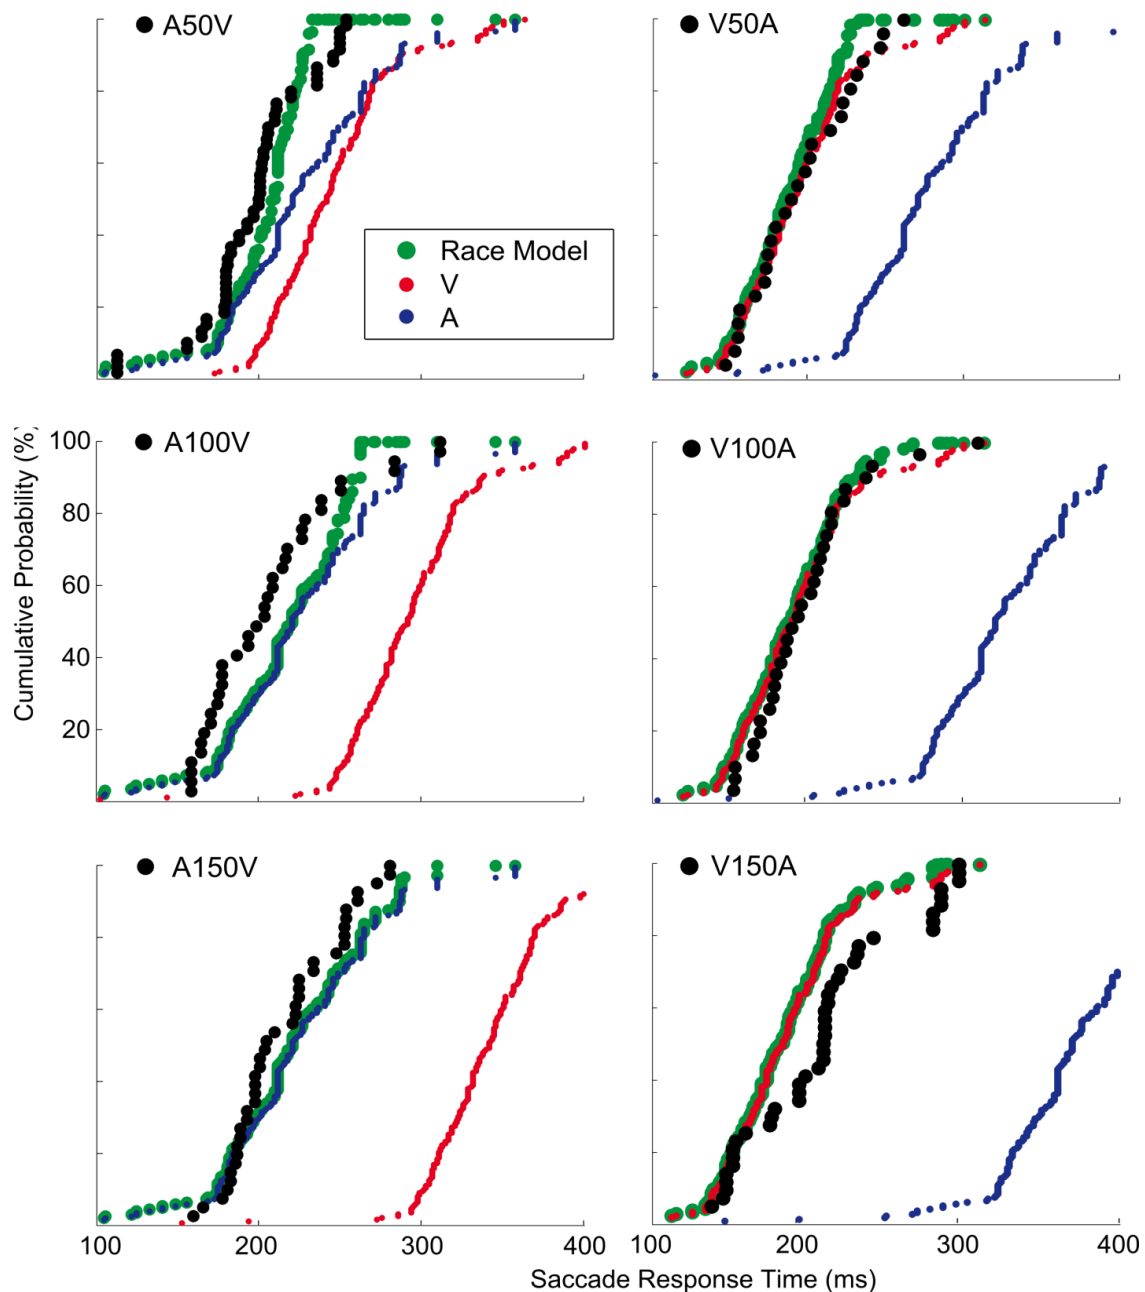 A50V
V50A
Race Model
V
A
A100V
V100A
100
80
60
40
20
Cumulative Probability (%)
A150V
V150A
100 200 300 400
100 200 300 400
Saccade Response Time (ms)